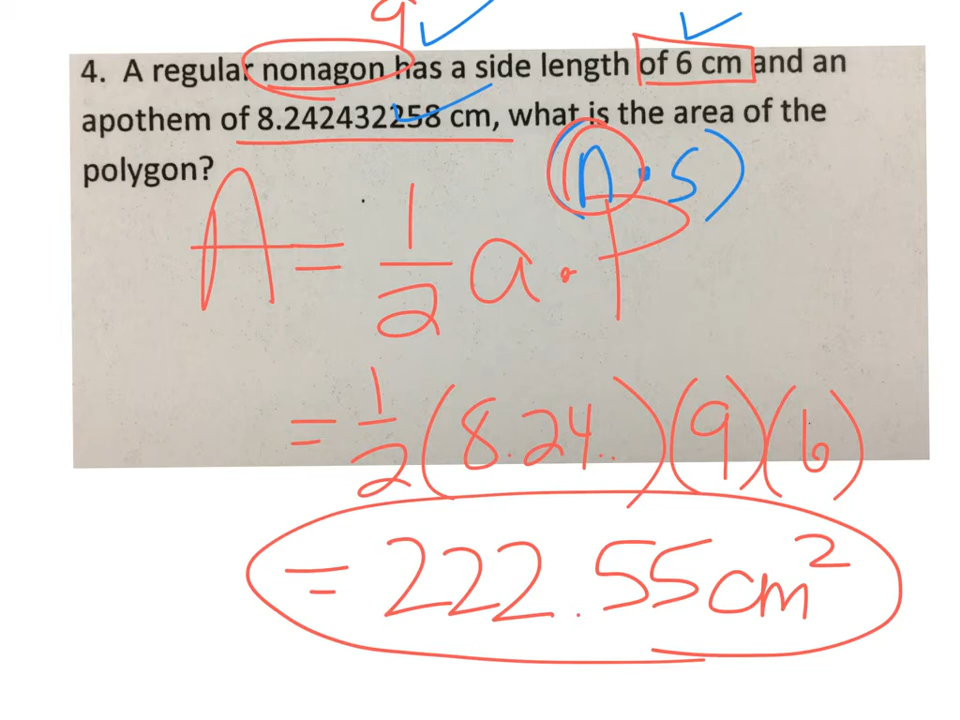 9
4. A regular nonagon has a side length of 6 cm and an
apothem of 8.242432258 cm, what is the area of the
polygon?
(n · s)
A = 1/2 a · P
= 1/2 (8.24..)(9)(6)
= 222.55 cm²